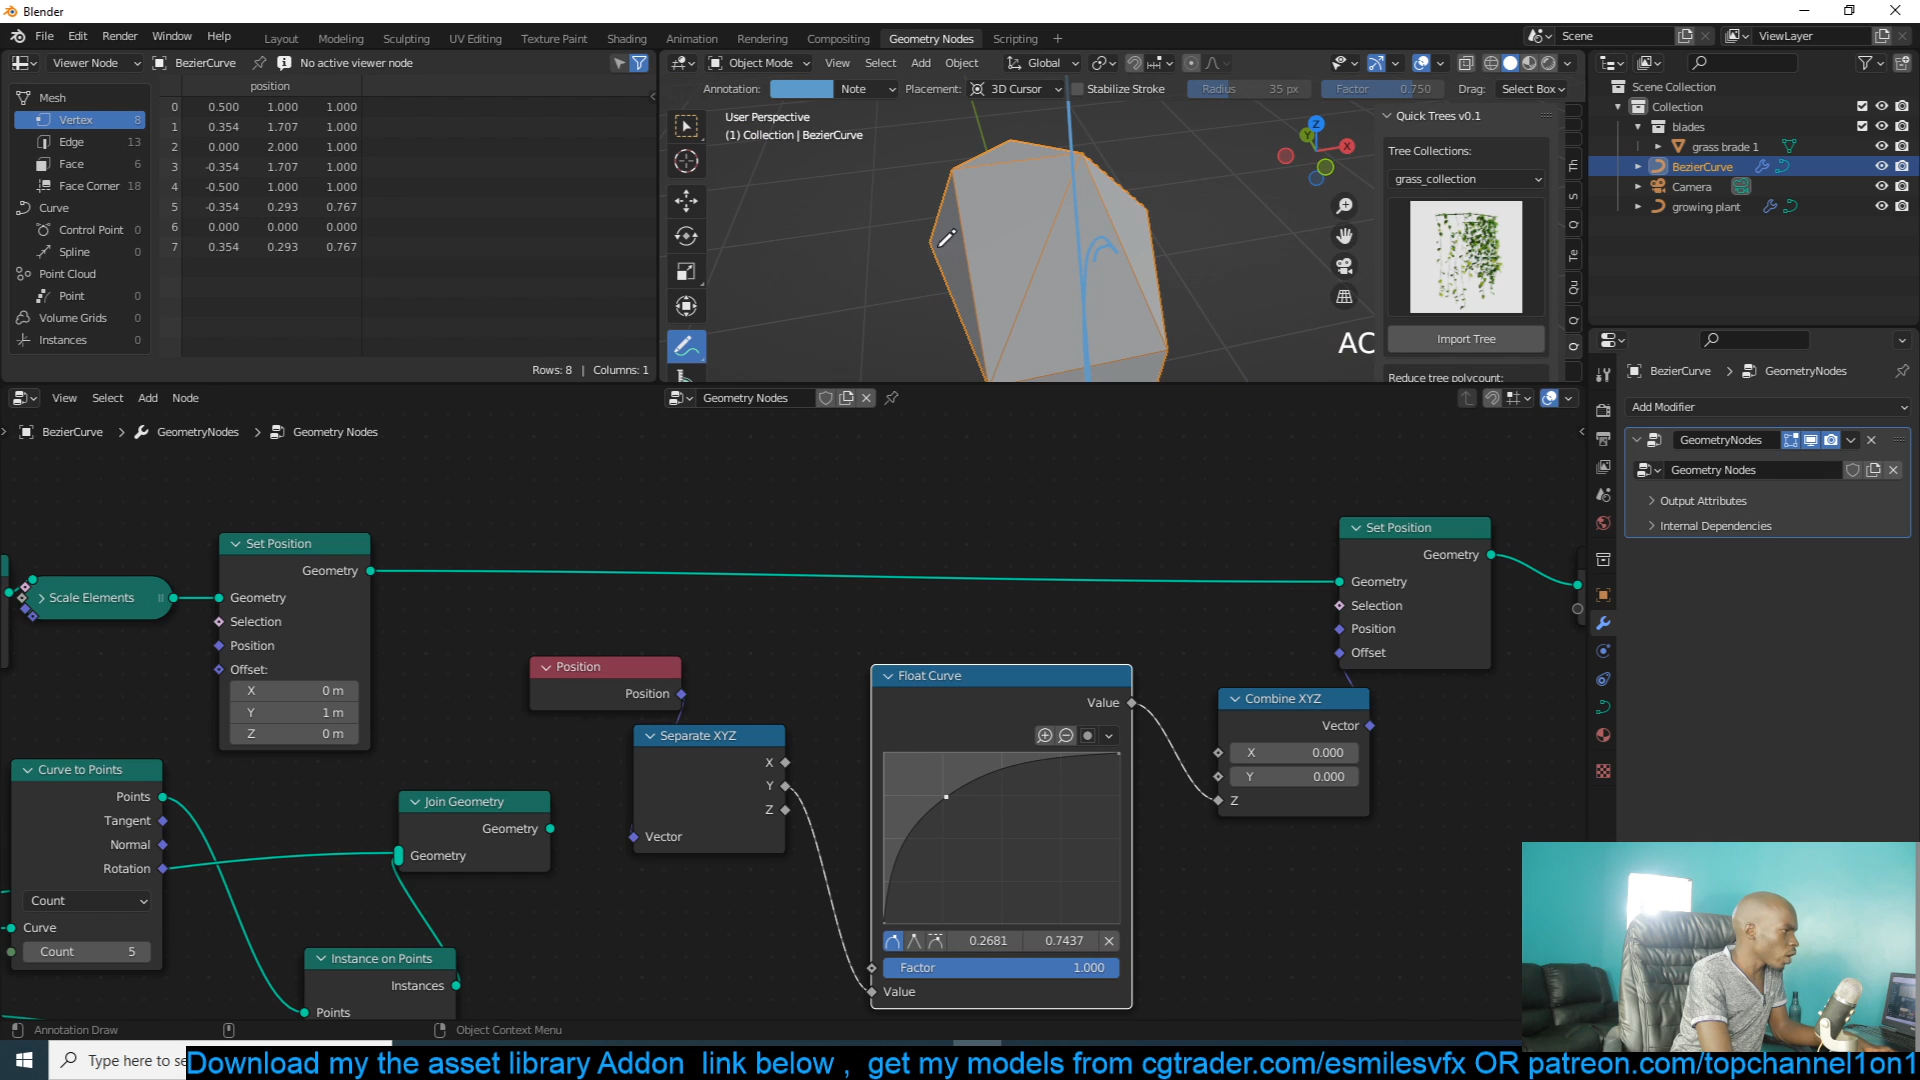 Blender
File Edit Render Window Help
Layout Modeling Sculpting UV Editing Texture Paint Shading Animation Rendering Compositing Geometry Nodes Scripting +
Scene
ViewLayer
Viewer Node BezierCurve No active viewer node
position
Mesh
Vertex 8
Edge 13
Face 6
Face Corner 18
Curve
Control Point 0
Spline 0
Point Cloud
Point 0
Volume Grids 0
Instances 0
0 0.500 1.000 1.000
1 0.354 1.707 1.000
2 0.000 2.000 1.000
3 -0.354 1.707 1.000
4 -0.500 1.000 1.000
5 -0.354 0.293 0.767
6 0.000 0.000 0.000
7 0.354 0.293 0.767
Rows: 8 | Columns: 1
Object Mode View Select Add Object Global
Annotation: Note Placement: 3D Cursor Stabilize Stroke Radius 35 px Factor 0.750 Drag: Select Box
User Perspective
(1) Collection | BezierCurve
Z
Y
X
AC
Quick Trees v0.1
Tree Collections:
grass_collection
Import Tree
Reduce tree polycount:
Th
S
Q
Te
Qu
Q
Q
Scene Collection
Collection
blades
grass brade 1
BezierCurve
Camera
growing plant
BezierCurve > GeometryNodes
Add Modifier
GeometryNodes
Geometry Nodes
Output Attributes
Internal Dependencies
View Select Add Node
Geometry Nodes
BezierCurve > GeometryNodes > Geometry Nodes
Scale Elements
Set Position
Geometry
Geometry
Selection
Position
Offset:
X 0 m
Y 1 m
Z 0 m
Curve to Points
Points
Tangent
Normal
Rotation
Count
Curve
Count 5
Join Geometry
Geometry
Geometry
Instance on Points
Instances
Points
Position
Position
Separate XYZ
X
Y
Z
Vector
Float Curve
Value
0.2681 0.7437
Factor 1.000
Value
Combine XYZ
Vector
X 0.000
Y 0.000
Z
Set Position
Geometry
Geometry
Selection
Position
Offset
Annotation Draw
Object Context Menu
Type here to se
Download my the asset library Addon link below , get my models from cgtrader.com/esmilesvfx OR patreon.com/topchannel1on1